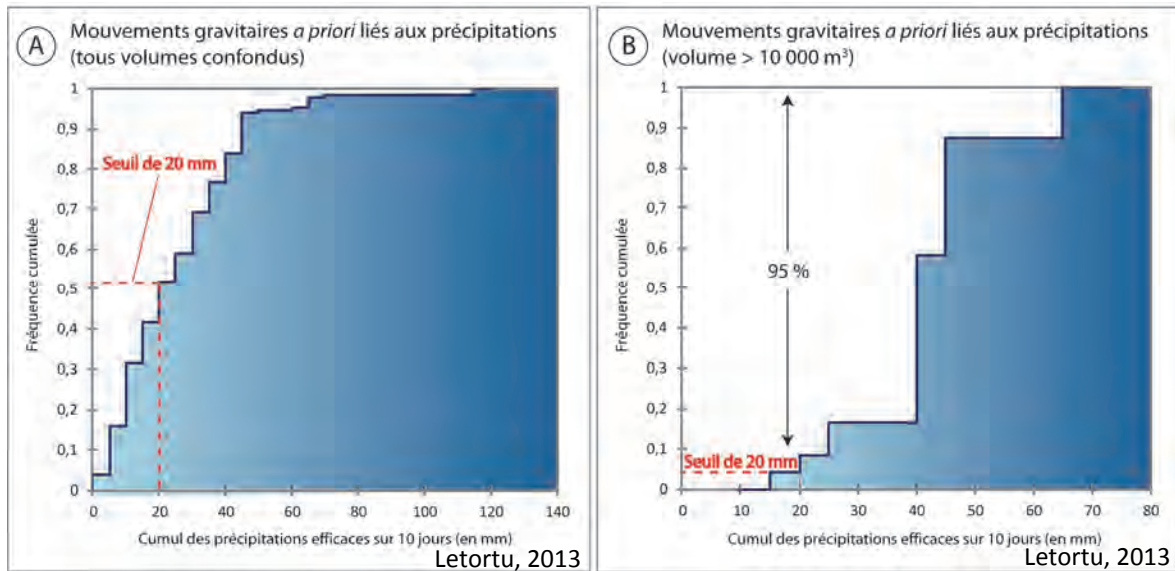 A
Mouvements gravitaires a priori liés aux précipitations
(tous volumes confondus)
1
0,9
0,8
0,7
0,6
0,5
0,4
0,3
0,2
0,1
0
Fréquence cumulée
Seuil de 20 mm
0 20 40 60 80 100 120 140
Cumul des précipitations efficaces sur 10 jours (en mm)
Letortu, 2013
B
Mouvements gravitaires a priori liés aux précipitations
(volume > 10 000 m³)
1
0,9
0,8
0,7
0,6
0,5
0,4
0,3
0,2
0,1
0
Fréquence cumulée
95 %
Seuil de 20 mm
0 10 20 30 40 50 60 70 80
Cumul des précipitations efficaces sur 10 jours (en mm)
Letortu, 2013